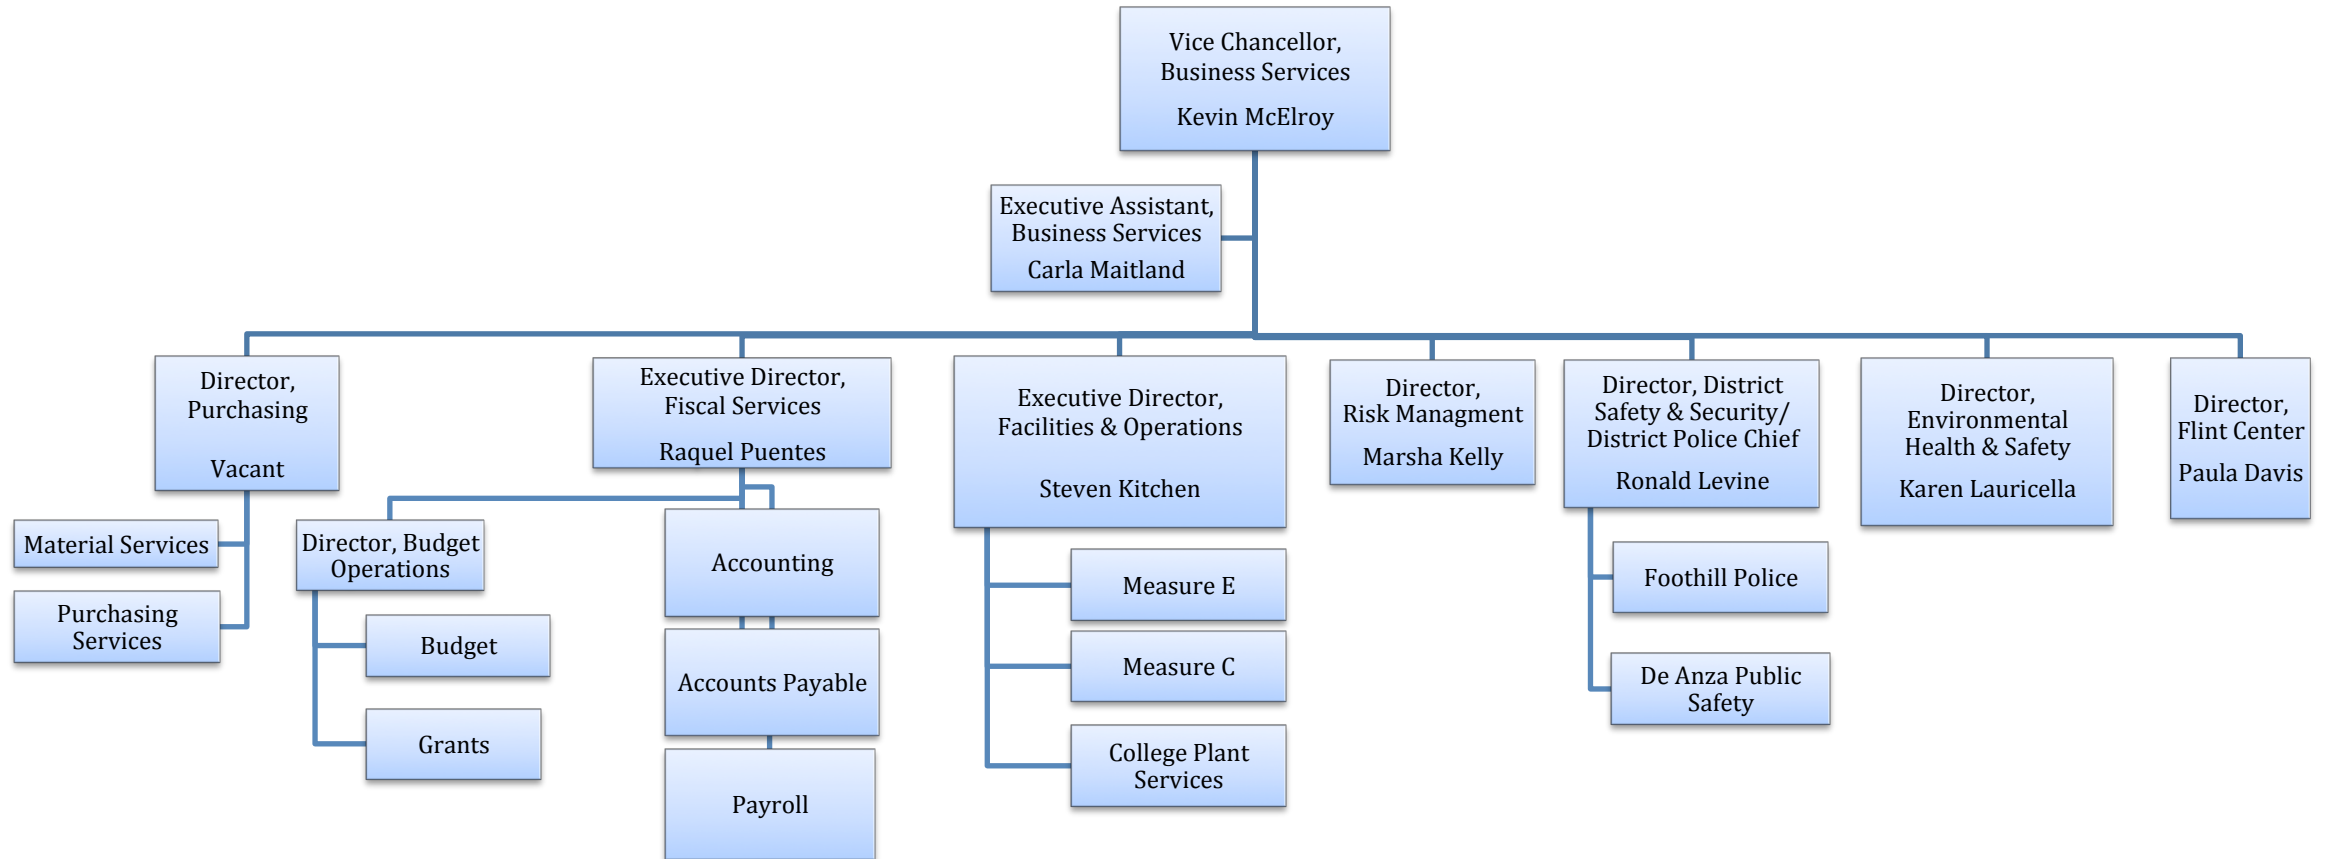 Vice Chancellor,
Business Services
Kevin McElroy
Executive Assistant,
Business Services
Carla Maitland
Director,
Purchasing
Vacant
Material Services
Purchasing
Services
Executive Director,
Fiscal Services
Raquel Puentes
Director, Budget
Operations
Budget
Grants
Accounting
Accounts Payable
Payroll
Executive Director,
Facilities & Operations
Steven Kitchen
Measure E
Measure C
College Plant
Services
Director,
Risk Managment
Marsha Kelly
Director, District
Safety & Security/
District Police Chief
Ronald Levine
Foothill Police
De Anza Public
Safety
Director,
Environmental
Health & Safety
Karen Lauricella
Director,
Flint Center
Paula Davis